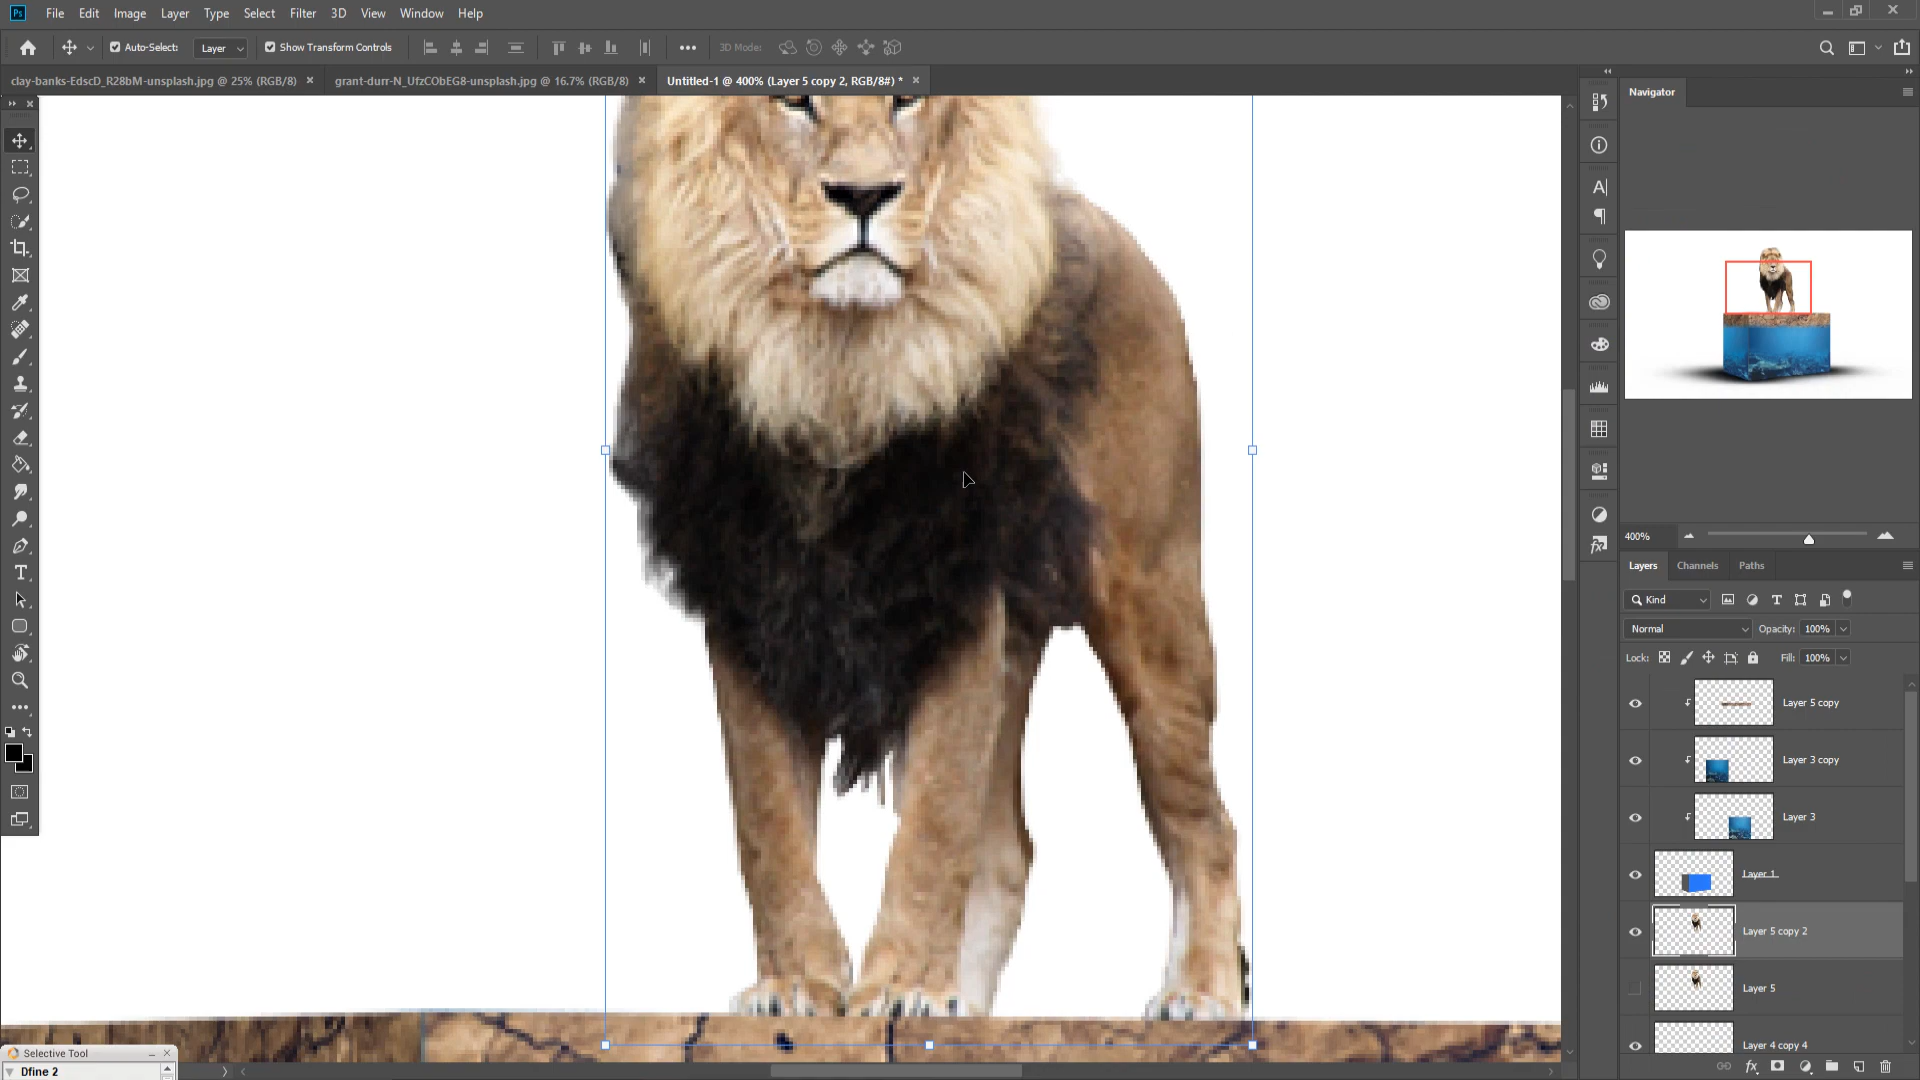 Ps File Edit Image Layer Type Select Filter 3D View Window Help
Auto-Select: Layer Show Transform Controls 3D Mode:
clay-banks-EdscD_R28bM-unsplash.jpg @ 25% (RGB/8) × grant-durr-N_UfzCObEG8-unsplash.jpg @ 16.7% (RGB/8) × Untitled-1 @ 400% (Layer 5 copy 2, RGB/8#) * ×
Navigator
400%
Layers Channels Paths
Kind
Normal Opacity: 100%
Lock: Fill: 100%
Layer 5 copy
Layer 3 copy
Layer 3
Layer 1
Layer 5 copy 2
Layer 5
Layer 4 copy 4
Selective Tool
Dfine 2